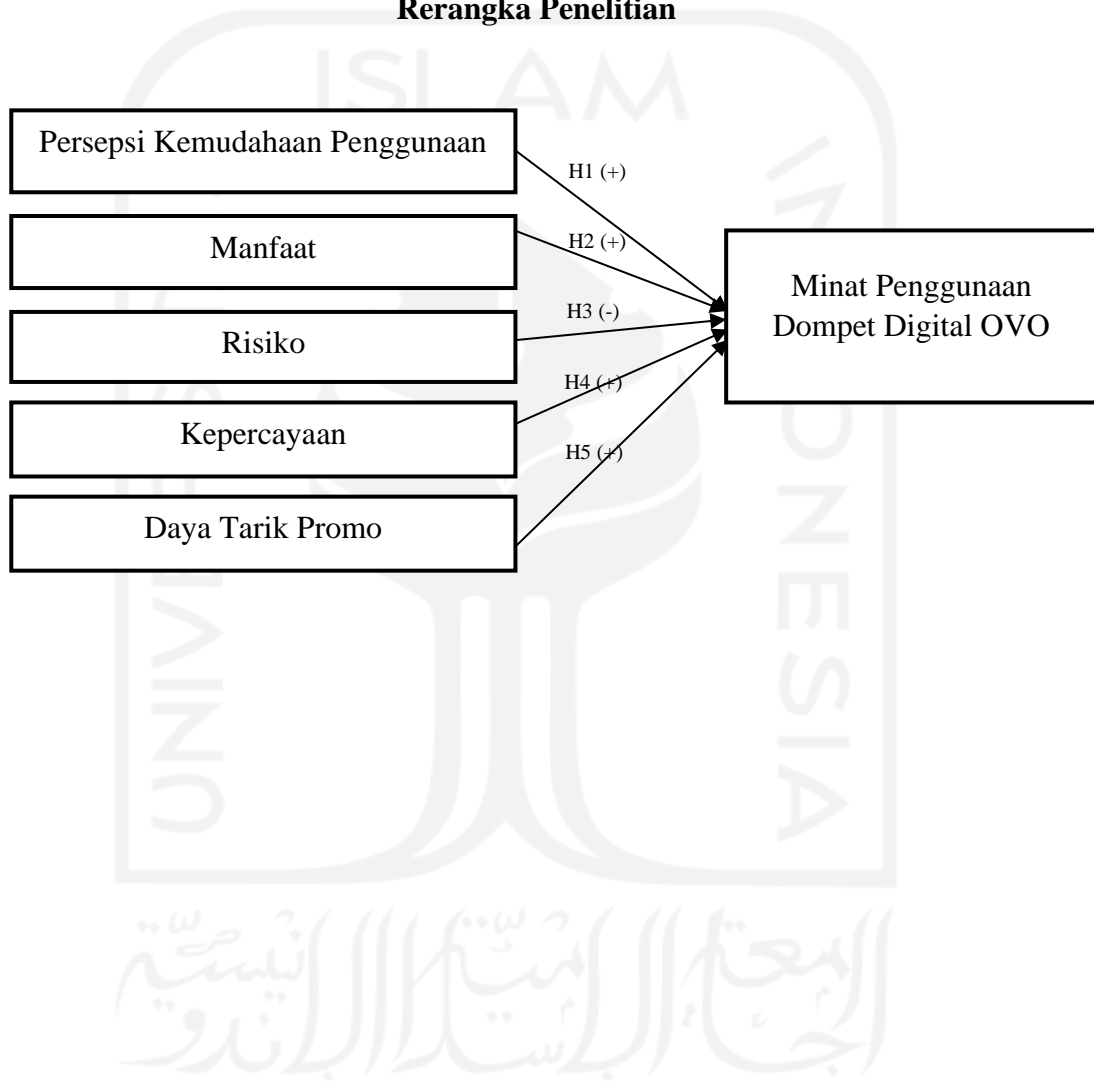 Rerangka Penelitian
ISLAM
Persepsi Kemudahaan Penggunaan
H1 (+)
Manfaat
H2 (+)
Minat Penggunaan
Dompet Digital OVO
Risiko
H3 (-)
H4 (+)
Kepercayaan
H5 (+)
Daya Tarik Promo